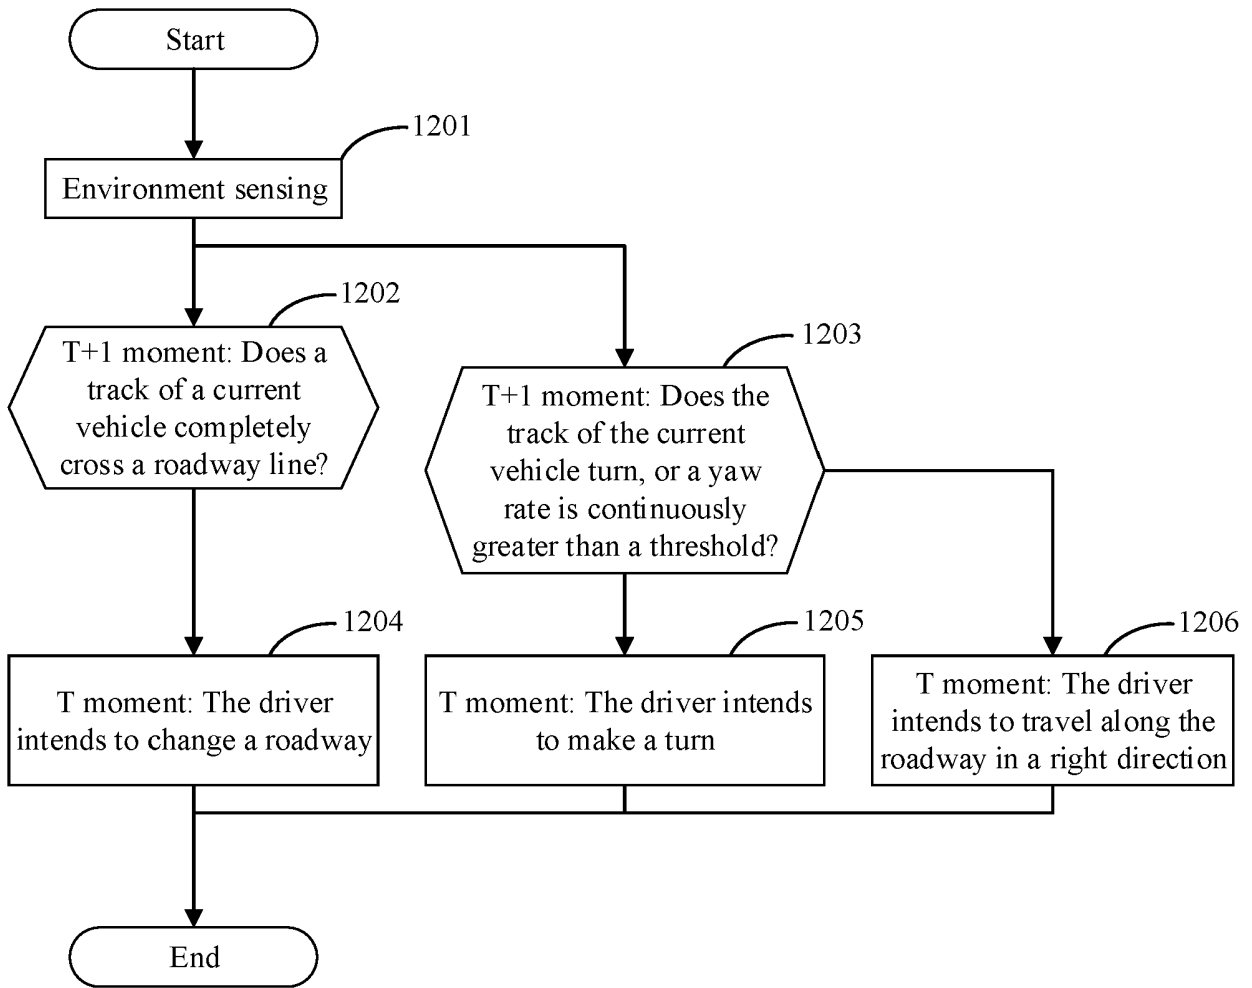 Start
1201
Environment sensing
1202
T+1 moment: Does a
track of a current
vehicle completely
cross a roadway line?
1203
T+1 moment: Does the
track of the current
vehicle turn, or a yaw
rate is continuously
greater than a threshold?
1204
T moment: The driver
intends to change a roadway
1205
T moment: The driver intends
to make a turn
1206
T moment: The driver
intends to travel along the
roadway in a right direction
End